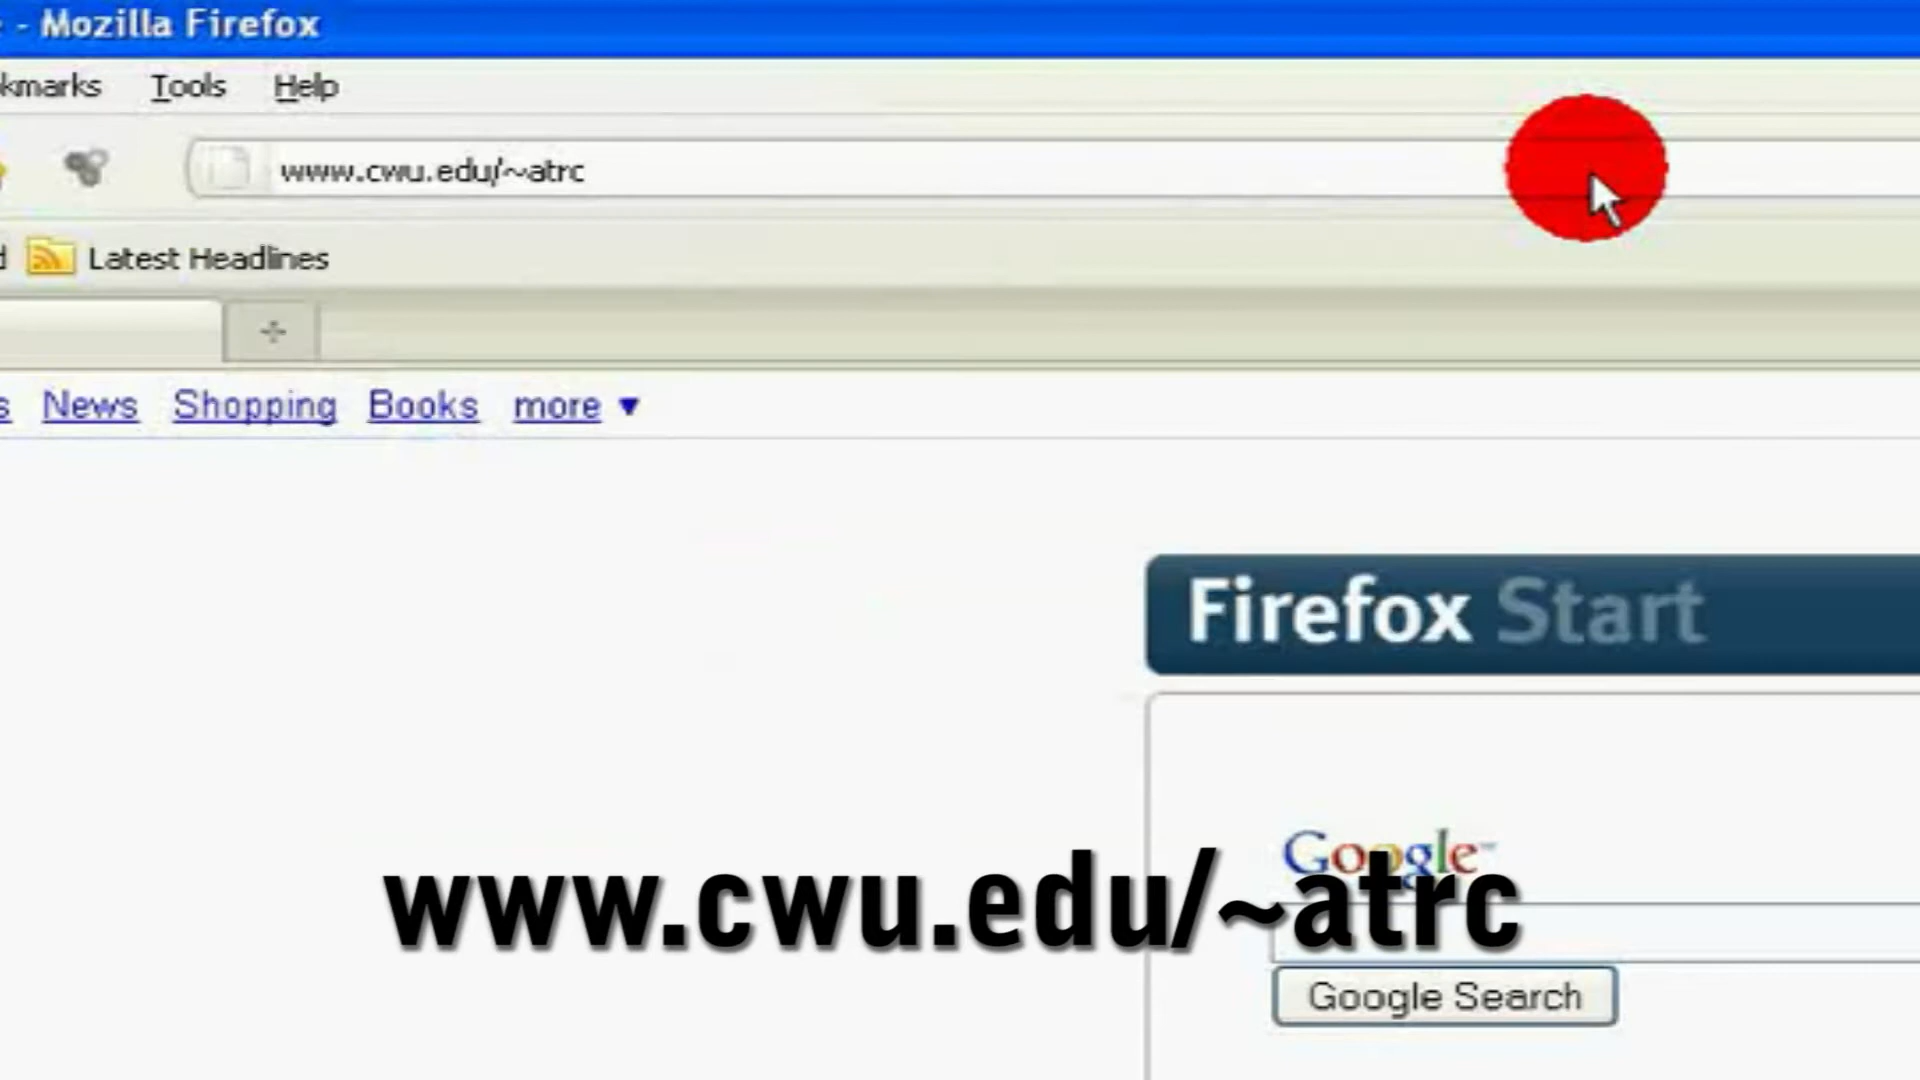 - Mozilla Firefox
Tools Help
www.cwu.edu/~atrc
Latest Headlines
News Shopping Books more
Firefox Start
Google
www.cwu.edu/~atrc
Google Search